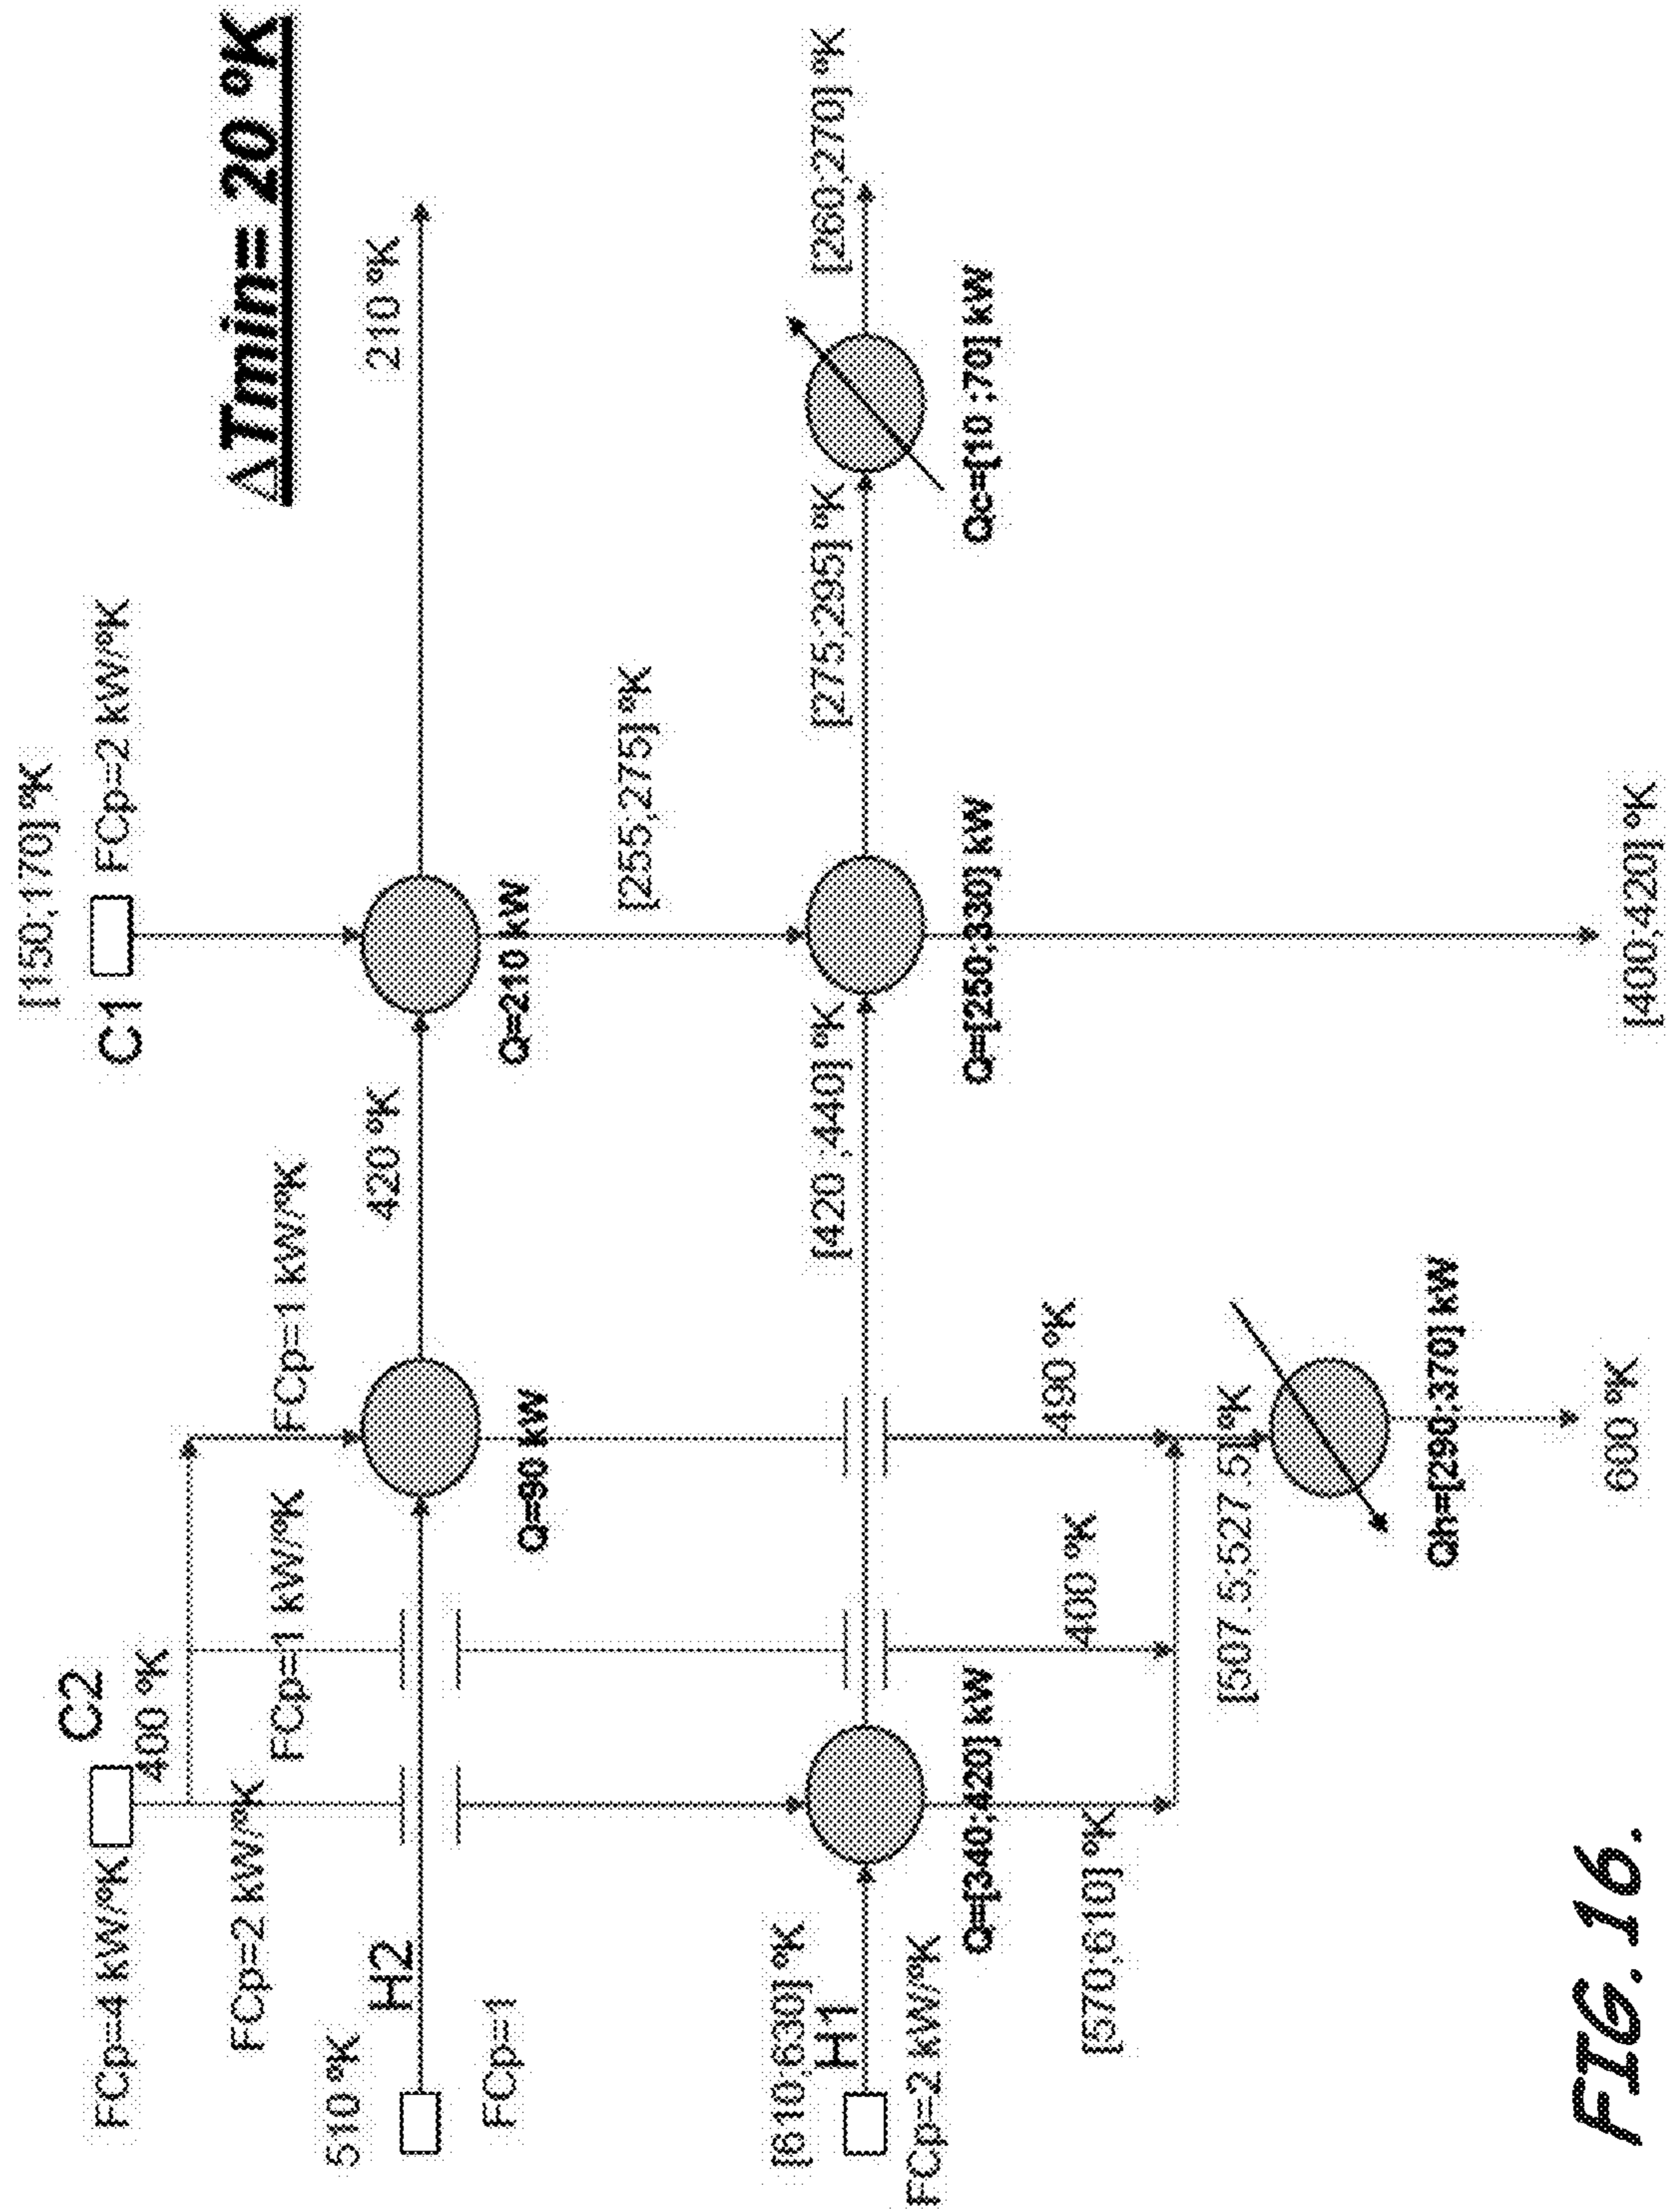 ΔTmin= 20 °K
[150;170] °K
C1
FCp=2 kW/°K
C2
400 °K
FCp=4 kW/°K
FCp=2 kW/°K
FCp=1 kW/°K
FCp=1 kW/°K
510 °K
H2
FCp=1
420 °K
210 °K
Q=90 kW
Q=210 kW
[255;275] °K
[610;630] °K
H1
FCp=2 kW/°K
[420 ;440] °K
[275;295] °K
[260;270] °K
Q=[340;420] kW
Q=[250;330] kW
Qc=[10 ;70] kW
[570;610] °K
400 °K
490 °K
[507.5;527.5]°K
Qh=[290;370] kW
600 °K
[400;420] °K
FIG. 16.